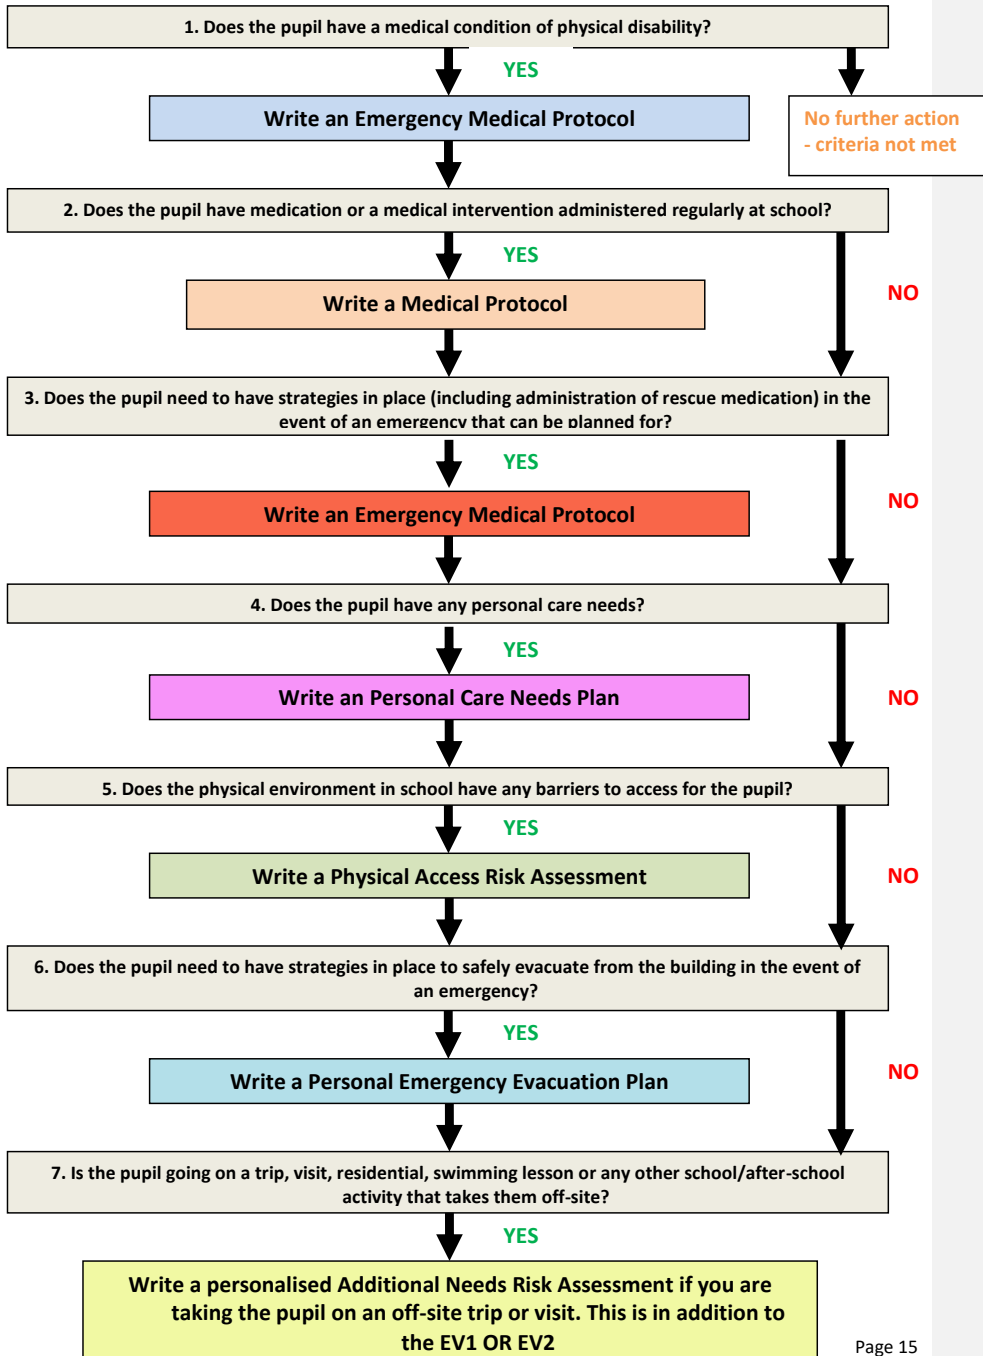 1. Does the pupil have a medical condition of physical disability?
YES
Write an Emergency Medical Protocol
No further action
- criteria not met
2. Does the pupil have medication or a medical intervention administered regularly at school?
YES
NO
Write a Medical Protocol
3. Does the pupil need to have strategies in place (including administration of rescue medication) in the
event of an emergency that can be planned for?
YES
NO
Write an Emergency Medical Protocol
4. Does the pupil have any personal care needs?
YES
NO
Write an Personal Care Needs Plan
5. Does the physical environment in school have any barriers to access for the pupil?
YES
NO
Write a Physical Access Risk Assessment
6. Does the pupil need to have strategies in place to safely evacuate from the building in the event of
an emergency?
YES
NO
Write a Personal Emergency Evacuation Plan
7. Is the pupil going on a trip, visit, residential, swimming lesson or any other school/after-school
activity that takes them off-site?
YES
Write a personalised Additional Needs Risk Assessment if you are
taking the pupil on an off-site trip or visit. This is in addition to
the EV1 OR EV2
Page 15